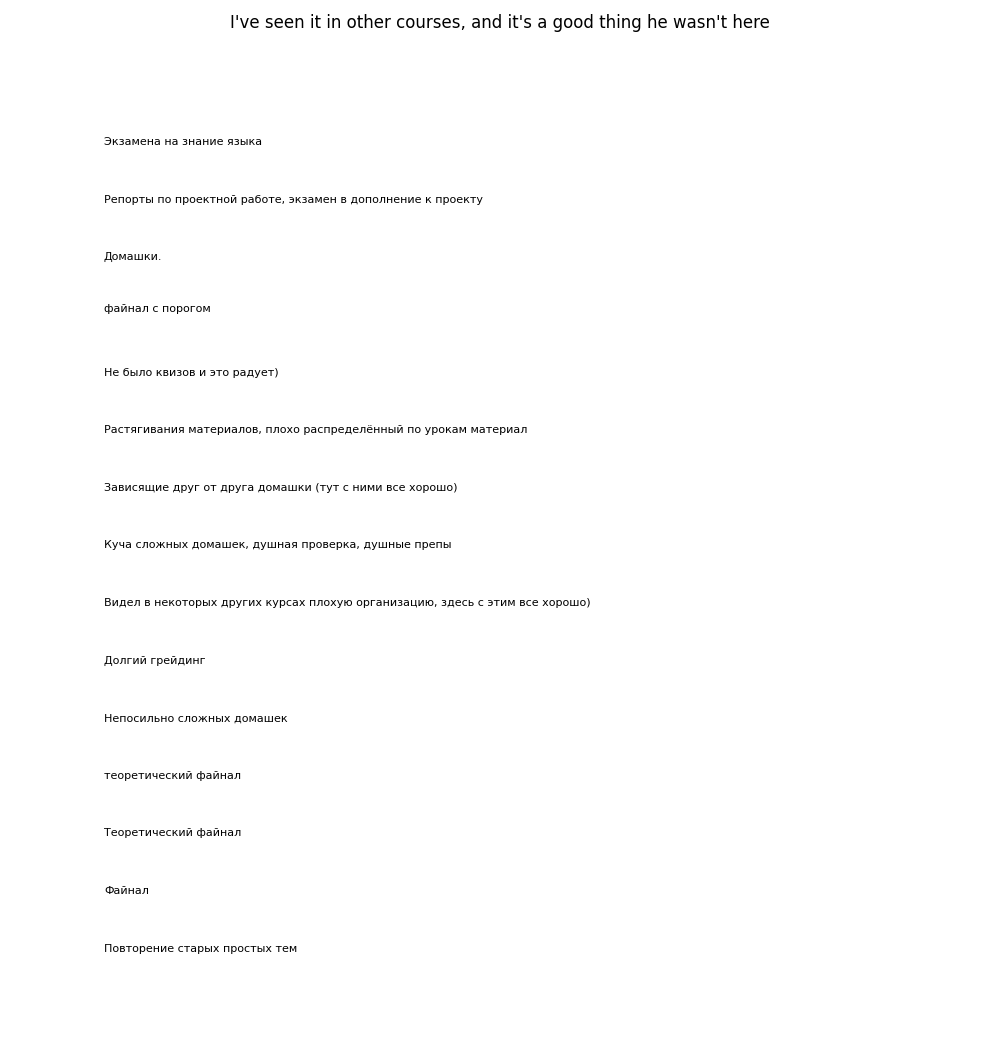 I've seen it in other courses, and it's a good thing he wasn't here
Экзамена на знание языка
Репорты по проектной работе, экзамен в дополнение к проекту
Домашки.
файнал с порогом
Не было квизов и это радует)
Растягивания материалов, плохо распределённый по урокам материал
Зависящие друг от друга домашки (тут с ними все хорошо)
Куча сложных домашек, душная проверка, душные препы
Видел в некоторых других курсах плохую организацию, здесь с этим все хорошо)
Долгий грейдинг
Непосильно сложных домашек
теоретический файнал
Теоретический файнал
Файнал
Повторение старых простых тем